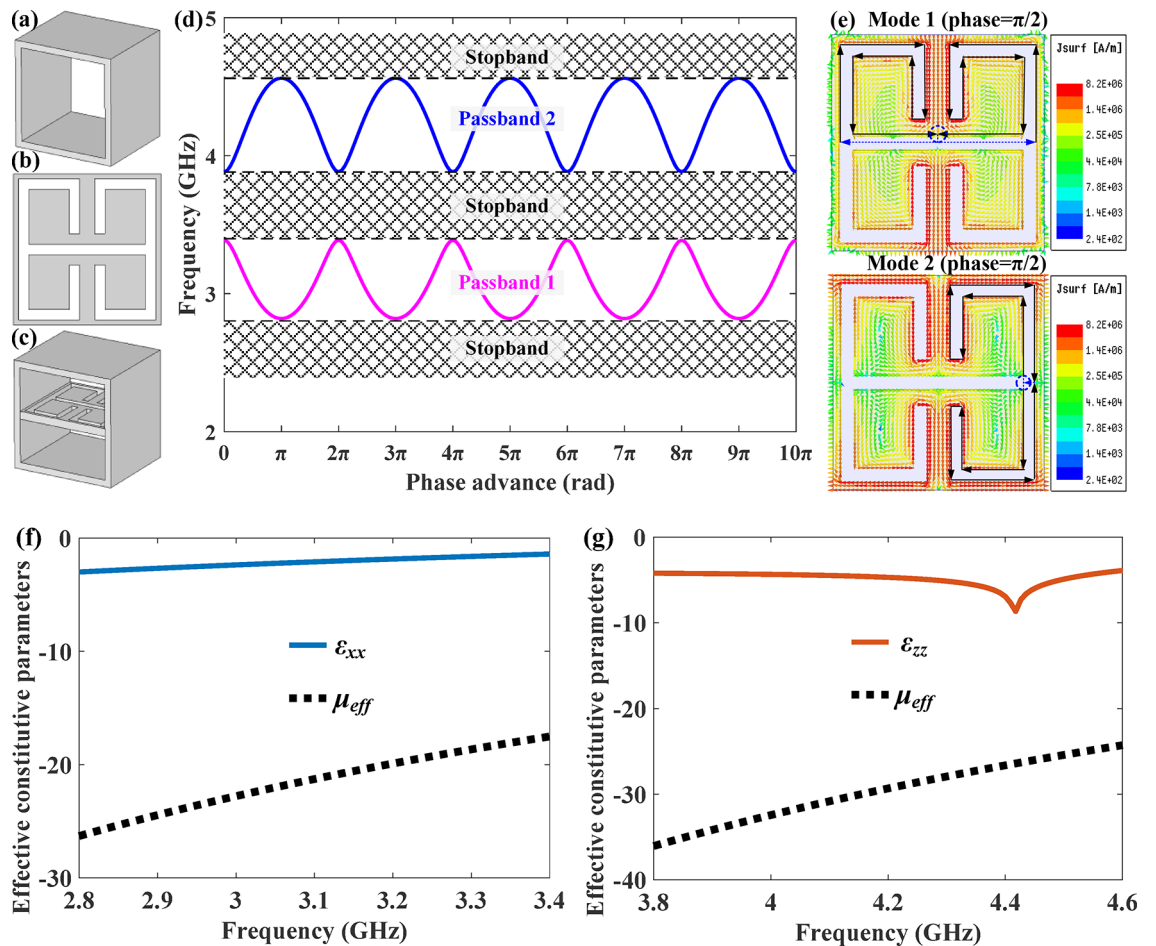 (a)
(b)
(c)
(d)
5
4
3
2
Frequency (GHz)
Stopband
Passband 2
Stopband
Passband 1
Stopband
0 π 2π 3π 4π 5π 6π 7π 8π 9π 10π
Phase advance (rad)
(e) Mode 1 (phase=π/2)
Jsurf [A/m]
8.2E+06
1.4E+06
2.5E+05
4.4E+04
7.8E+03
1.4E+03
2.4E+02
Mode 2 (phase=π/2)
Jsurf [A/m]
8.2E+06
1.4E+06
2.5E+05
4.4E+04
7.8E+03
1.4E+03
2.4E+02
(f)
Effective constitutive parameters
0
-10
-20
-30
εxx
μeff
2.8 2.9 3 3.1 3.2 3.3 3.4
Frequency (GHz)
(g)
Effective constitutive parameters
0
-10
-20
-30
-40
εzz
μeff
3.8 4 4.2 4.4 4.6
Frequency (GHz)